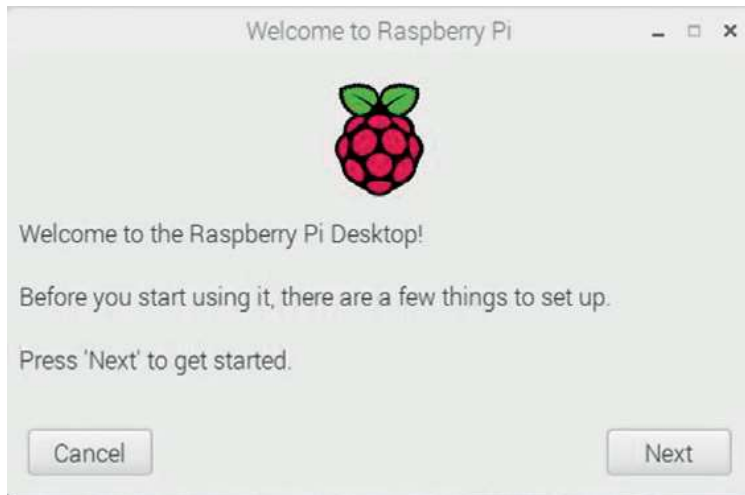 Welcome to Raspberry Pi
Welcome to the Raspberry Pi Desktop!
Before you start using it, there are a few things to set up.
Press 'Next' to get started.
Cancel
Next